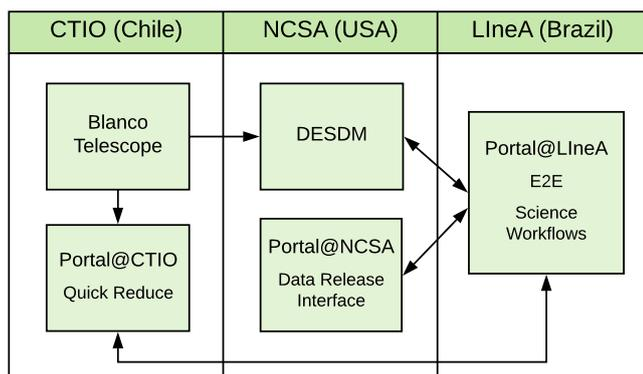 CTIO (Chile)
NCSA (USA)
LIneA (Brazil)
Blanco
Telescope
DESDM
Portal@LIneA
E2E
Science
Workflows
Portal@CTIO
Quick Reduce
Portal@NCSA
Data Release
Interface